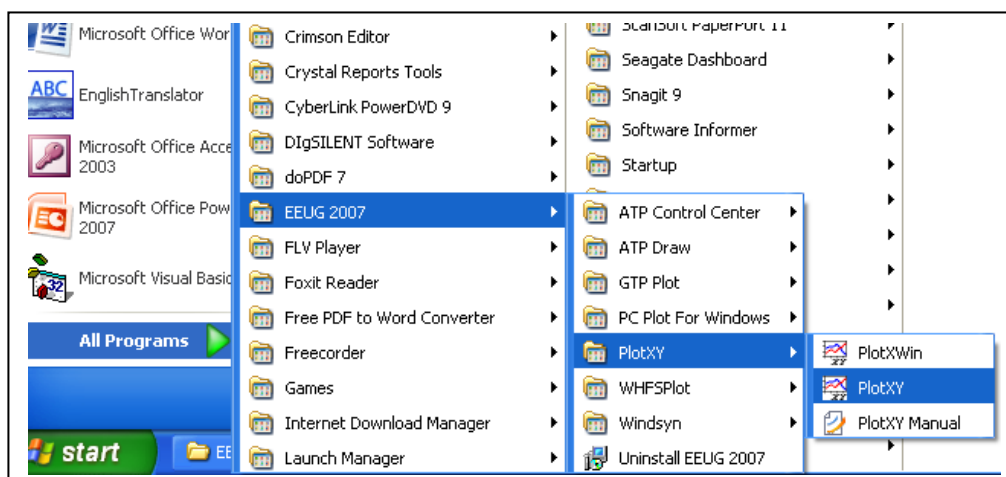 Microsoft Office Wor
ABC
EnglishTranslator
Microsoft Office Acce
2003
Microsoft Office Pow
2007
32
Microsoft Visual Basic
All Programs
start
EE
Crimson Editor
Crystal Reports Tools
CyberLink PowerDVD 9
DIgSILENT Software
doPDF 7
EEUG 2007
FLV Player
Foxit Reader
Free PDF to Word Converter
Freecorder
Games
Internet Download Manager
Launch Manager
ScanSoft PaperPort 11
Seagate Dashboard
Snagit 9
Software Informer
Startup
ATP Control Center
ATP Draw
GTP Plot
PC Plot For Windows
PlotXY
WHFSPlot
Windsyn
Uninstall EEUG 2007
PlotXWin
PlotXY
PlotXY Manual